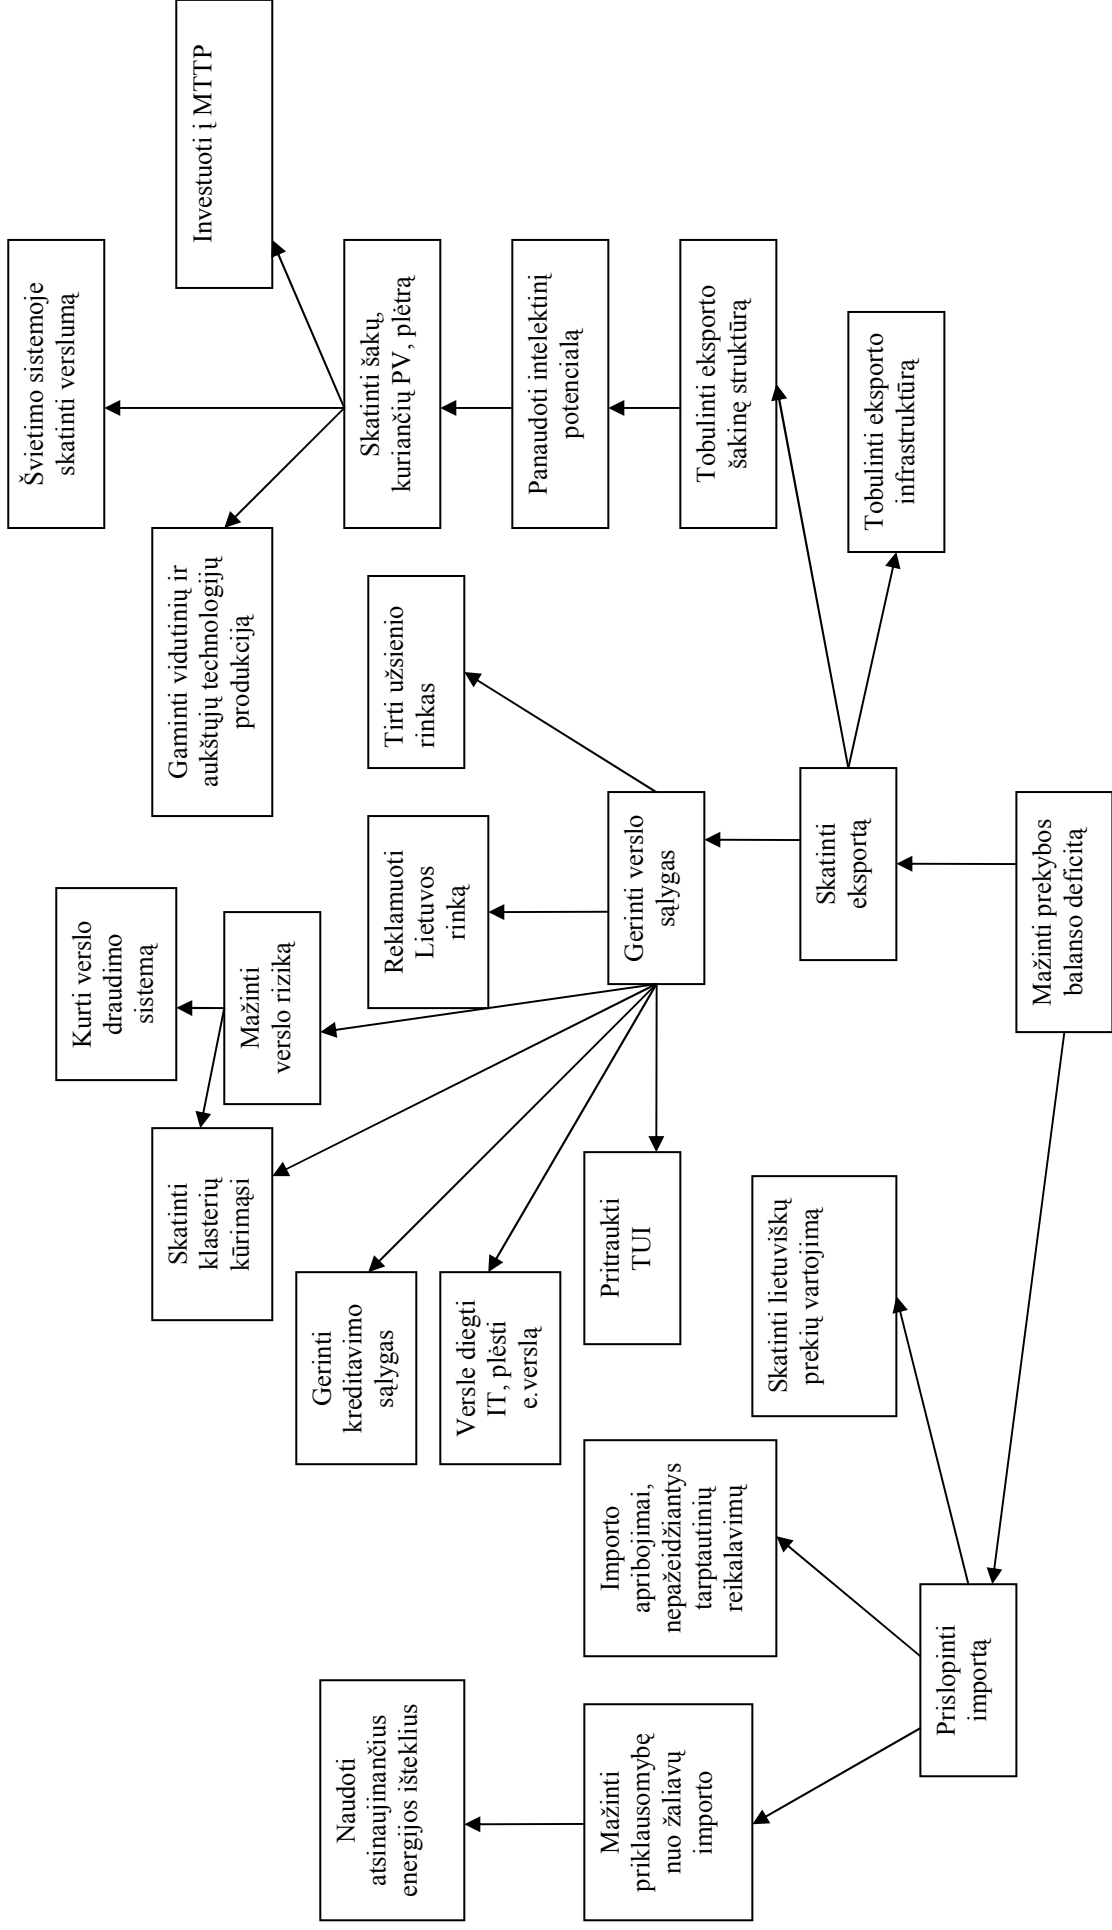 Mažinti prekybos
balanso deficitą
Prislopinti
importą
Skatinti
eksportą
Mažinti
priklausomybę
nuo žaliavų
importo
Naudoti
atsinaujinančius
energijos išteklius
Importo
apribojimai,
nepažeidžiantys
tarptautinių
reikalavimų
Skatinti lietuviškų
prekių vartojimą
Gerinti verslo
sąlygas
Pritraukti
TUI
Versle diegti
IT, plėsti
e.verslą
Gerinti
kreditavimo
sąlygas
Skatinti
klasterių
kūrimąsi
Mažinti
verslo riziką
Kurti verslo
draudimo
sistemą
Reklamuoti
Lietuvos
rinką
Tirti užsienio
rinkas
Tobulinti eksporto
infrastruktūrą
Tobulinti eksporto
šakinę struktūrą
Panaudoti intelektinį
potencialą
Skatinti šakų,
kuriančių PV, plėtrą
Gaminti vidutinių ir
aukštųjų technologijų
produkciją
Švietimo sistemoje
skatinti verslumą
Investuoti į MTTP